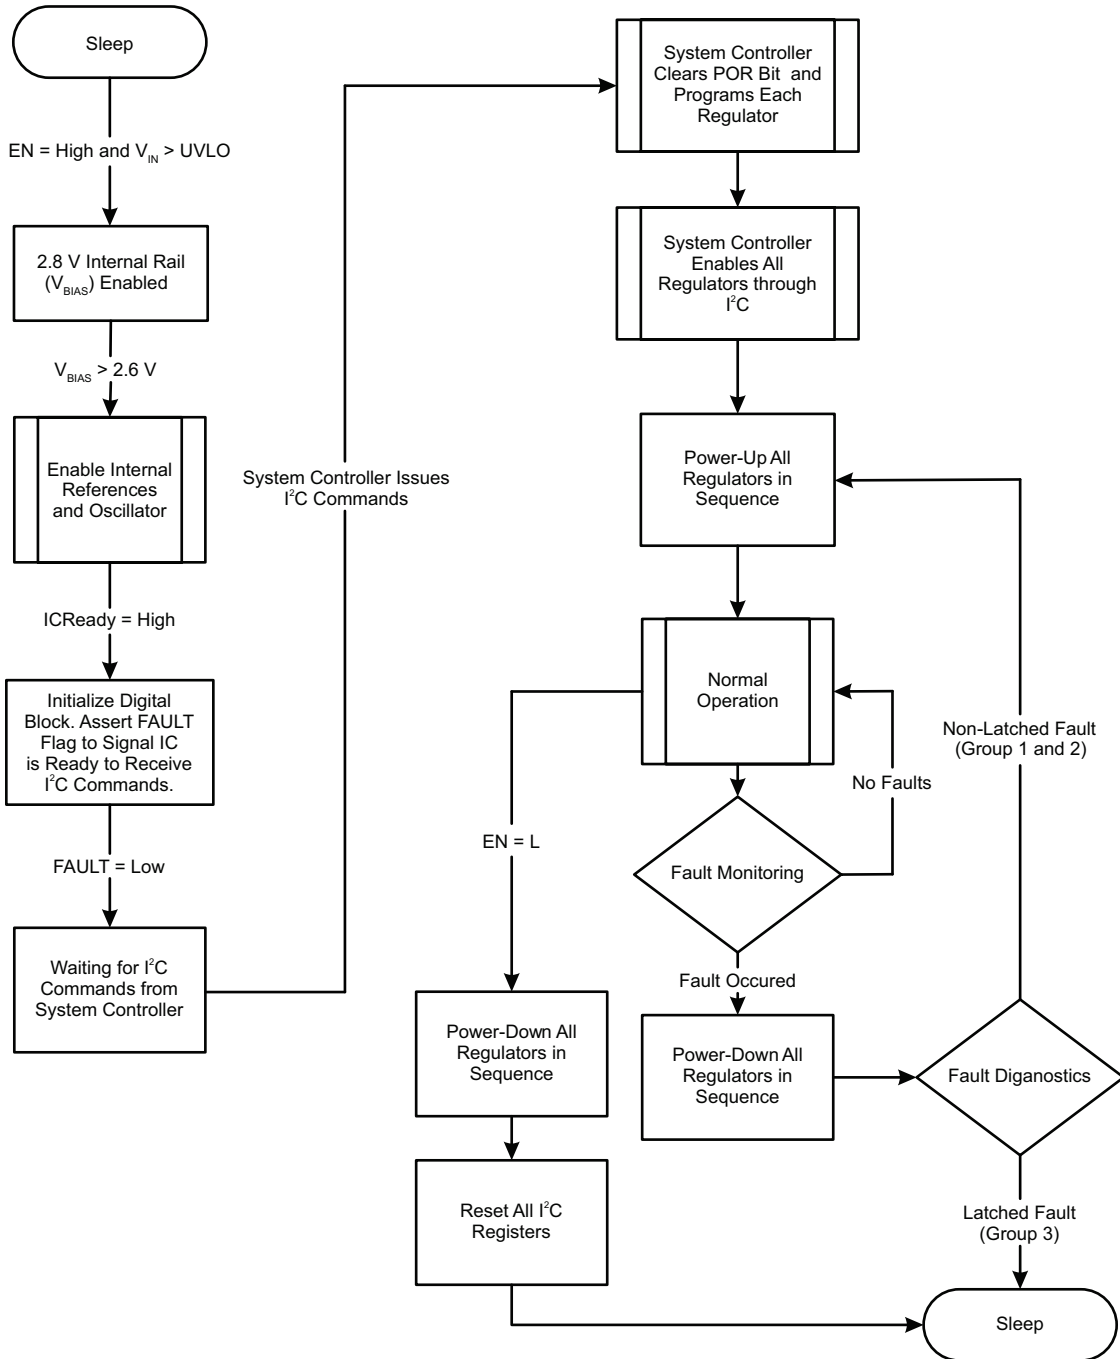 Sleep
EN = High and V_IN > UVLO
2.8 V Internal Rail
(V_BIAS) Enabled
V_BIAS > 2.6 V
Enable Internal
References
and Oscillator
ICReady = High
Initialize Digital
Block. Assert FAULT
Flag to Signal IC
is Ready to Receive
I²C Commands.
FAULT = Low
Waiting for I²C
Commands from
System Controller
System Controller Issues
I²C Commands
System Controller
Clears POR Bit and
Programs Each
Regulator
System Controller
Enables All
Regulators through
I²C
Power-Up All
Regulators in
Sequence
Normal
Operation
No Faults
Fault Monitoring
EN = L
Power-Down All
Regulators in
Sequence
Reset All I²C
Registers
Fault Occured
Power-Down All
Regulators in
Sequence
Fault Diganostics
Non-Latched Fault
(Group 1 and 2)
Latched Fault
(Group 3)
Sleep